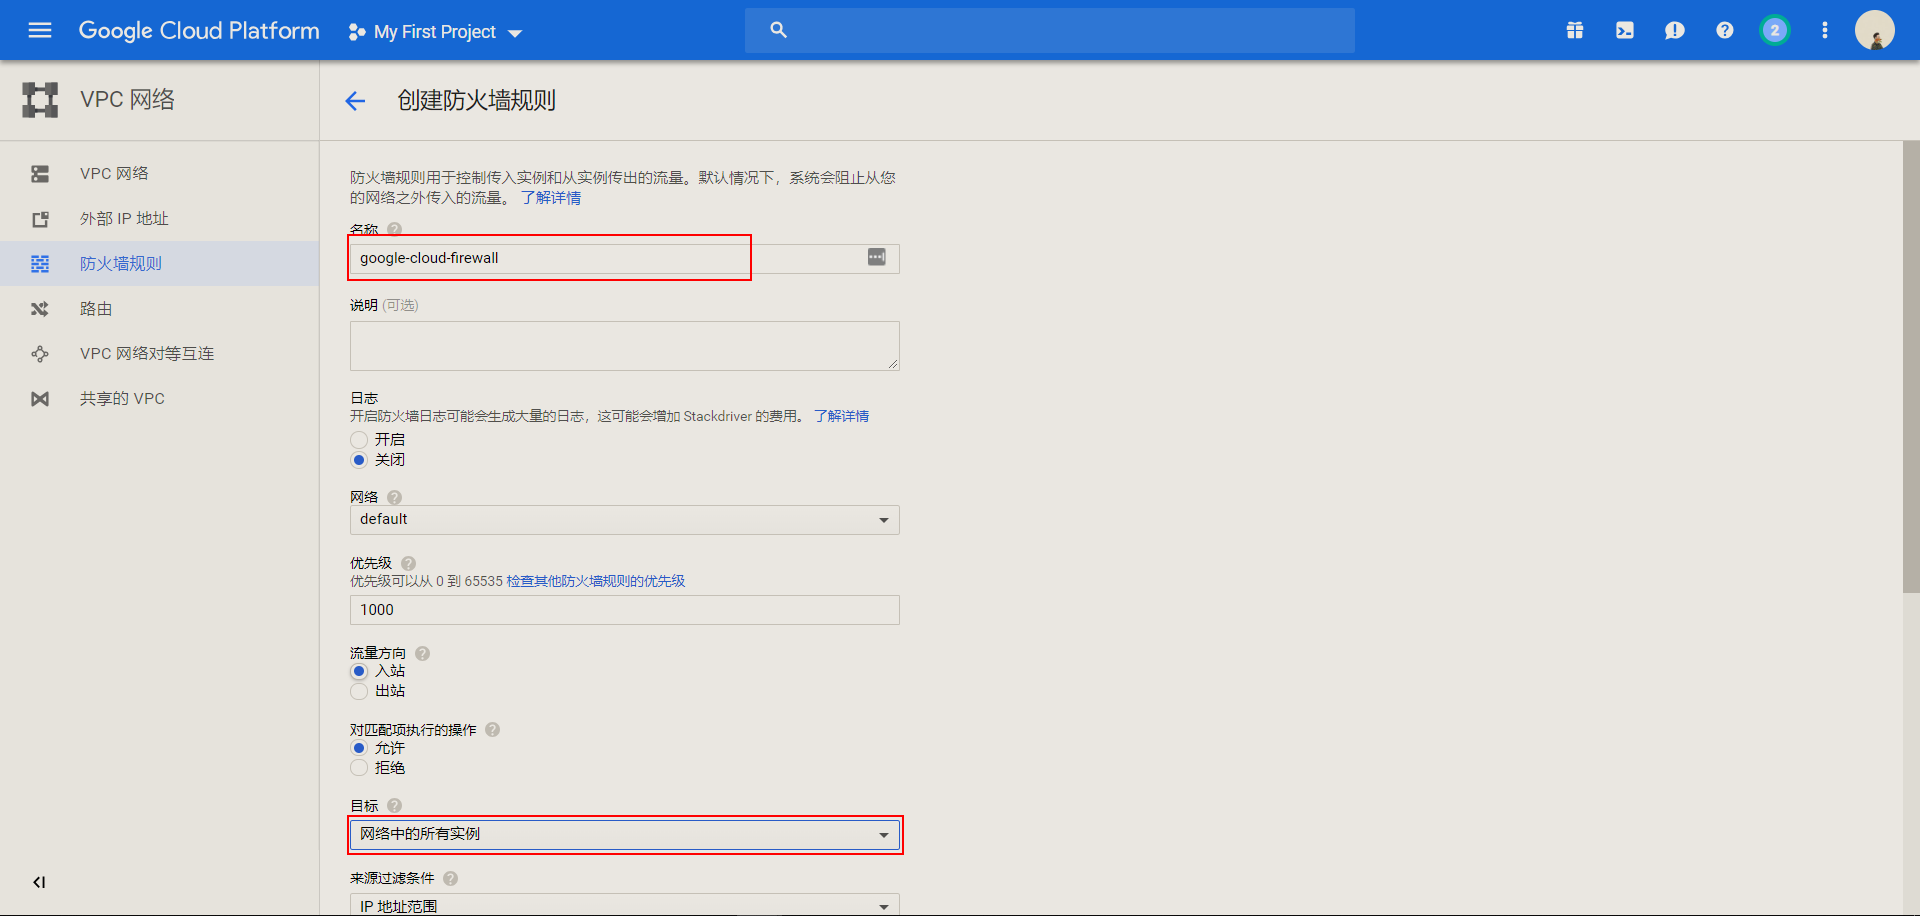 Google Cloud Platform
My First Project
2
VPC 网络
创建防火墙规则
VPC 网络
外部 IP 地址
防火墙规则
路由
VPC 网络对等互连
共享的 VPC
防火墙规则用于控制传入实例和从实例传出的流量。默认情况下，系统会阻止从您
的网络之外传入的流量。 了解详情
名称
google-cloud-firewall
说明 (可选)
日志
开启防火墙日志可能会生成大量的日志，这可能会增加 Stackdriver 的费用。 了解详情
开启
关闭
网络
default
优先级
优先级可以从 0 到 65535 检查其他防火墙规则的优先级
1000
流量方向
入站
出站
对匹配项执行的操作
允许
拒绝
目标
网络中的所有实例
来源过滤条件
IP 地址范围